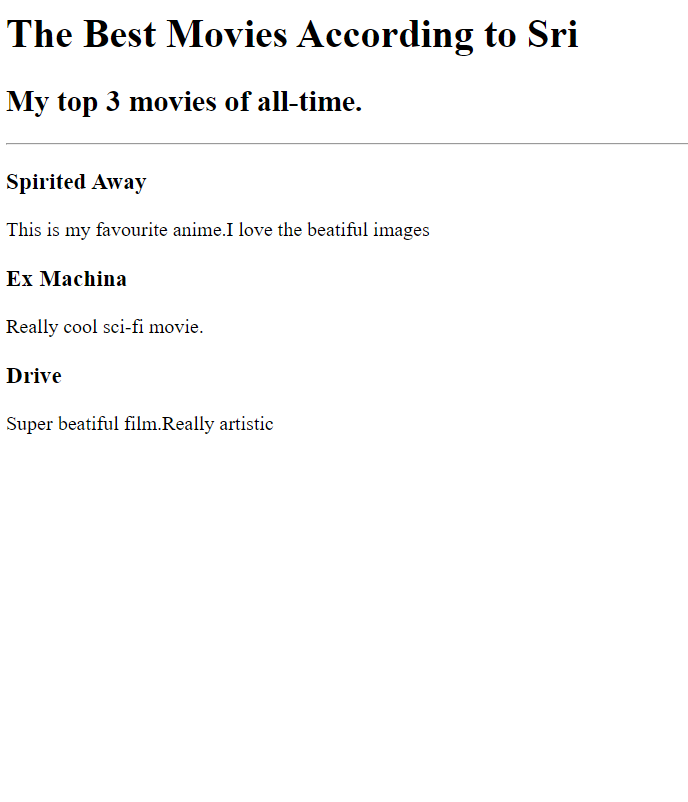 The Best Movies According to Sri
My top 3 movies of all-time.
Spirited Away
This is my favourite anime.I love the beatiful images
Ex Machina
Really cool sci-fi movie.
Drive
Super beatiful film.Really artistic